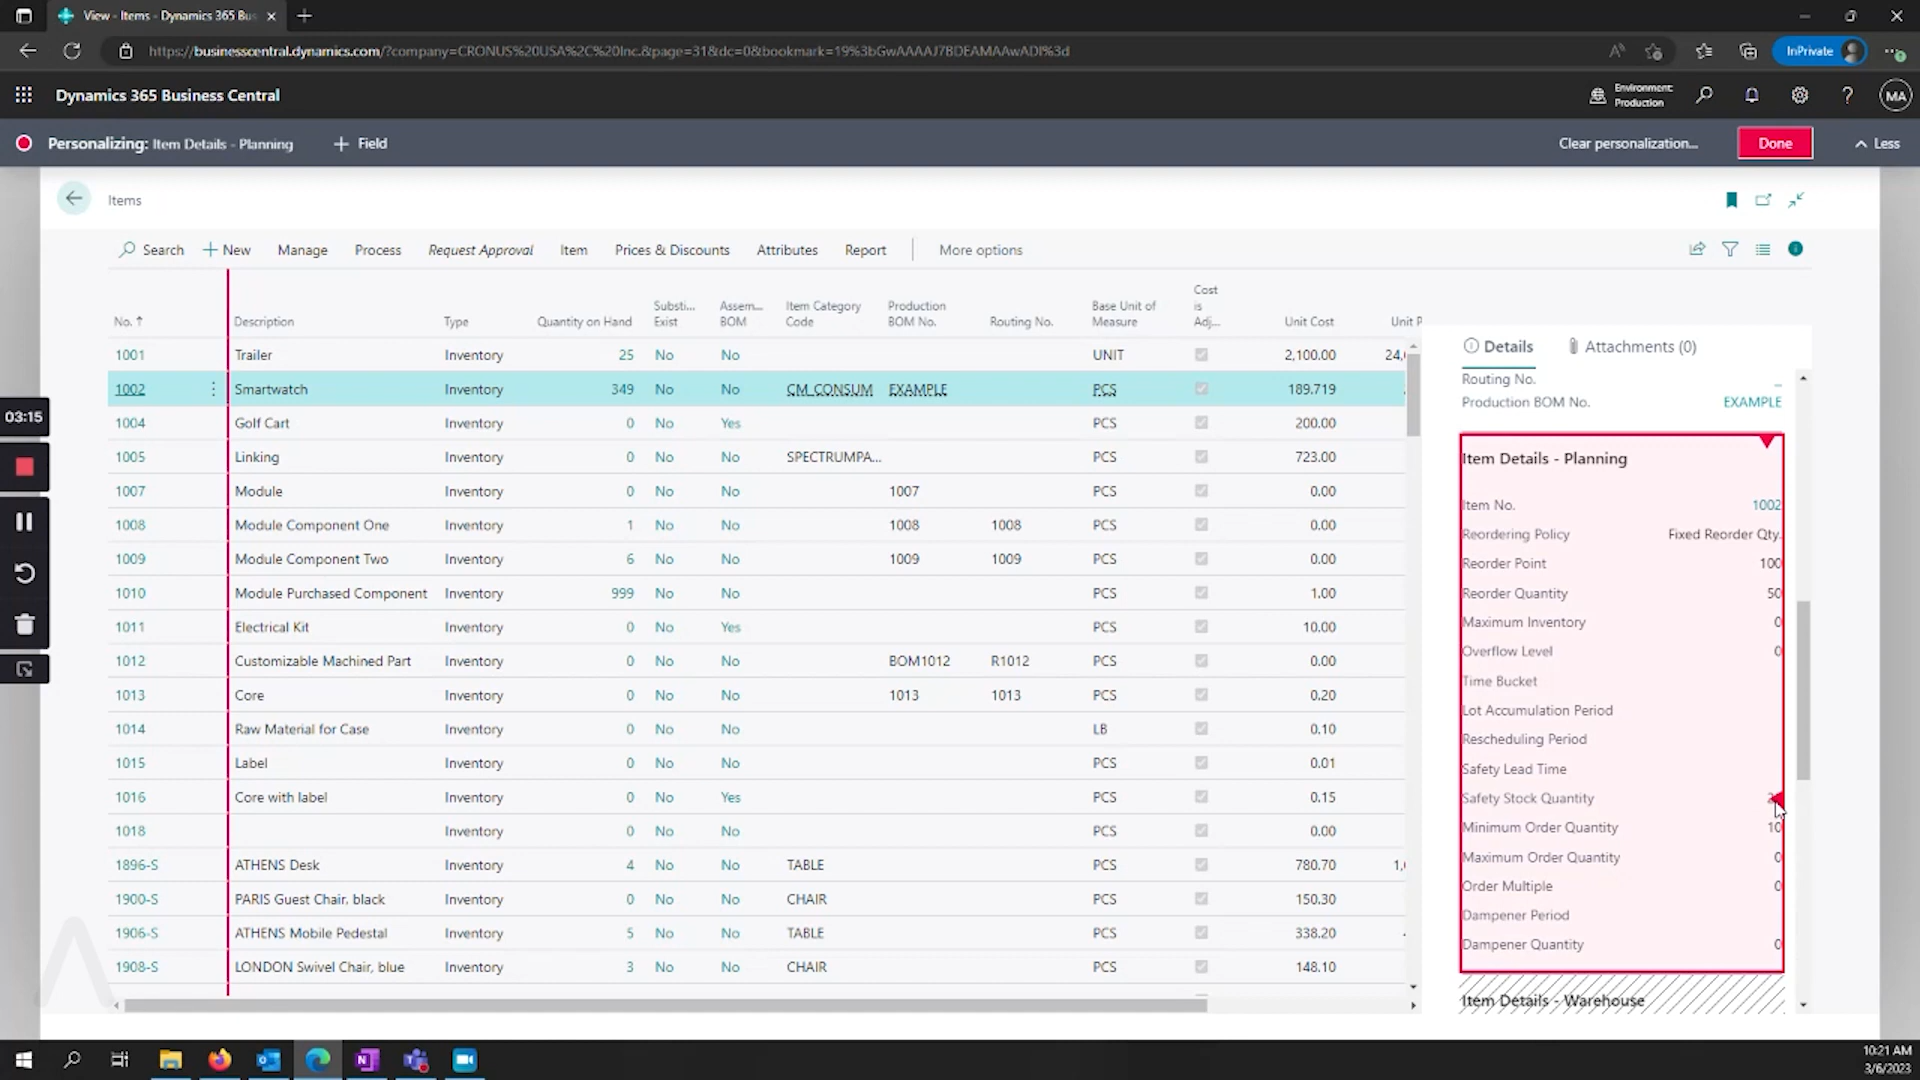 View - Items - Dynamics 365 Bus
https://businesscentral.dynamics.com/?company=CRONUS%20USA%2C%20Inc.&page=31&dc=0&bookmark=19%3bGwAAAAJ7BDEAMAAwADI%3d
InPrivate
Dynamics 365 Business Central
Environment:
Production
MA
Personalizing: Item Details - Planning
+ Field
Clear personalization...
Done
Less
Items
Search
New
Manage
Process
Request Approval
Item
Prices & Discounts
Attributes
Report
More options
No. ↑ Description Type Quantity on Hand Substi... Exist Assem... BOM Item Category Code Production BOM No. Routing No. Base Unit of Measure Cost is Adj... Unit Cost Unit P
1001 Trailer Inventory 25 No No UNIT 2,100.00 24,
1002 Smartwatch Inventory 349 No No CM_CONSUM EXAMPLE PCS 189.719
1004 Golf Cart Inventory 0 No Yes PCS 200.00
1005 Linking Inventory 0 No No SPECTRUMPA... PCS 723.00
1007 Module Inventory 0 No No 1007 PCS 0.00
1008 Module Component One Inventory 1 No No 1008 1008 PCS 0.00
1009 Module Component Two Inventory 6 No No 1009 1009 PCS 0.00
1010 Module Purchased Component Inventory 999 No No PCS 1.00
1011 Electrical Kit Inventory 0 No Yes PCS 10.00
1012 Customizable Machined Part Inventory 0 No No BOM1012 R1012 PCS 0.00
1013 Core Inventory 0 No No 1013 1013 PCS 0.20
1014 Raw Material for Case Inventory 0 No No LB 0.10
1015 Label Inventory 0 No No PCS 0.01
1016 Core with label Inventory 0 No Yes PCS 0.15
1018 Inventory 0 No No PCS 0.00
1896-S ATHENS Desk Inventory 4 No No TABLE PCS 780.70 1,
1900-S PARIS Guest Chair, black Inventory 0 No No CHAIR PCS 150.30
1906-S ATHENS Mobile Pedestal Inventory 5 No No TABLE PCS 338.20
1908-S LONDON Swivel Chair, blue Inventory 3 No No CHAIR PCS 148.10
Details
Attachments (0)
Routing No. _
Production BOM No. EXAMPLE
Item Details - Planning
Item No. 1002
Reordering Policy Fixed Reorder Qty.
Reorder Point 100
Reorder Quantity 50
Maximum Inventory 0
Overflow Level 0
Time Bucket
Lot Accumulation Period
Rescheduling Period
Safety Lead Time
Safety Stock Quantity
Minimum Order Quantity 10
Maximum Order Quantity 0
Order Multiple 0
Dampener Period
Dampener Quantity 0
Item Details - Warehouse
03:15
10:21 AM
3/6/2023